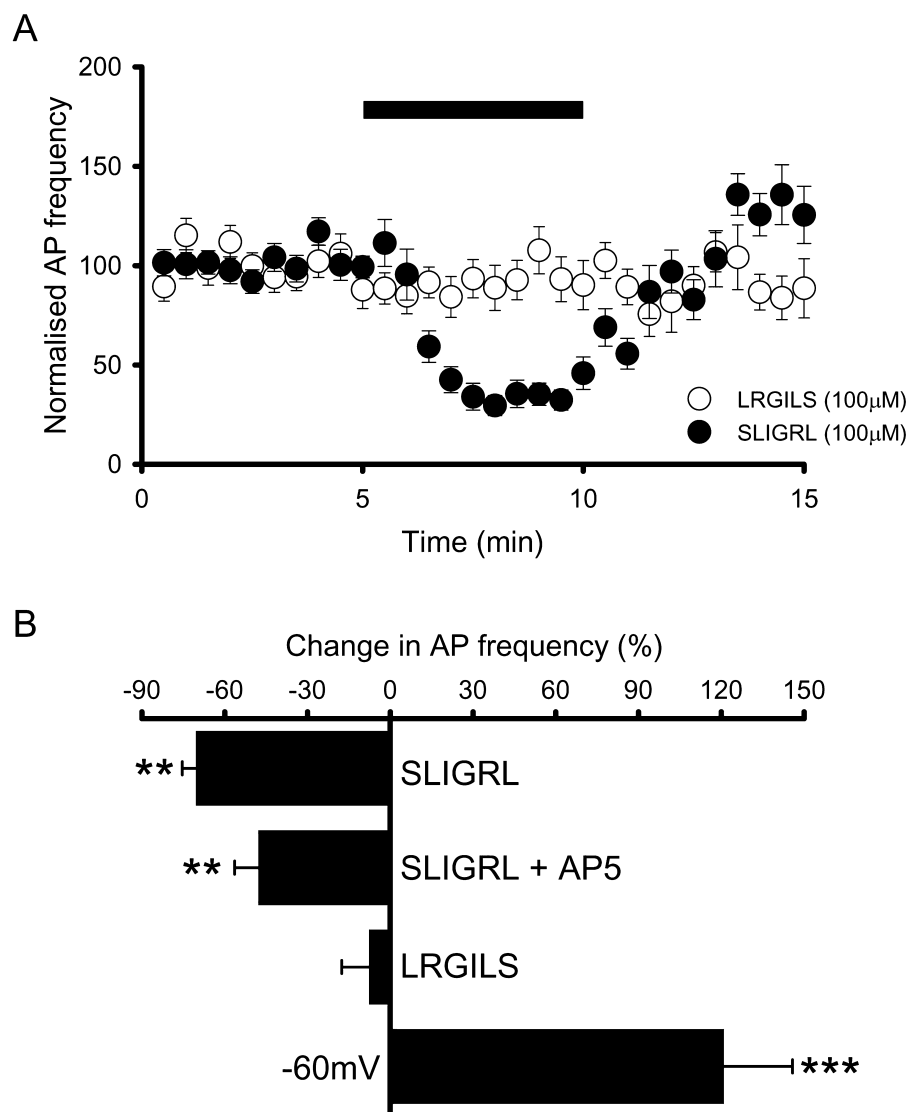 A
200
150
100
50
0
Normalised AP frequency
LRGILS (100μM)
SLIGRL (100μM)
0 5 10 15
Time (min)
B
Change in AP frequency (%)
-90 -60 -30 0 30 60 90 120 150
** SLIGRL
** SLIGRL + AP5
LRGILS
-60mV ***